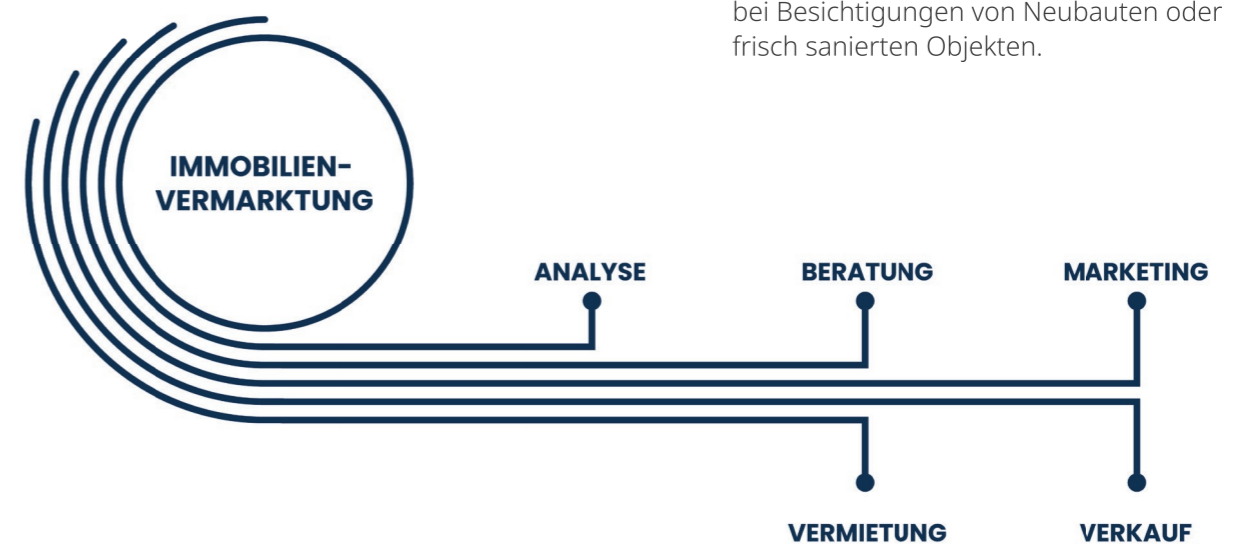 bei Besichtigungen von Neubauten oder
frisch sanierten Objekten.
IMMOBILIEN-
VERMARKTUNG
ANALYSE
BERATUNG
MARKETING
VERMIETUNG
VERKAUF